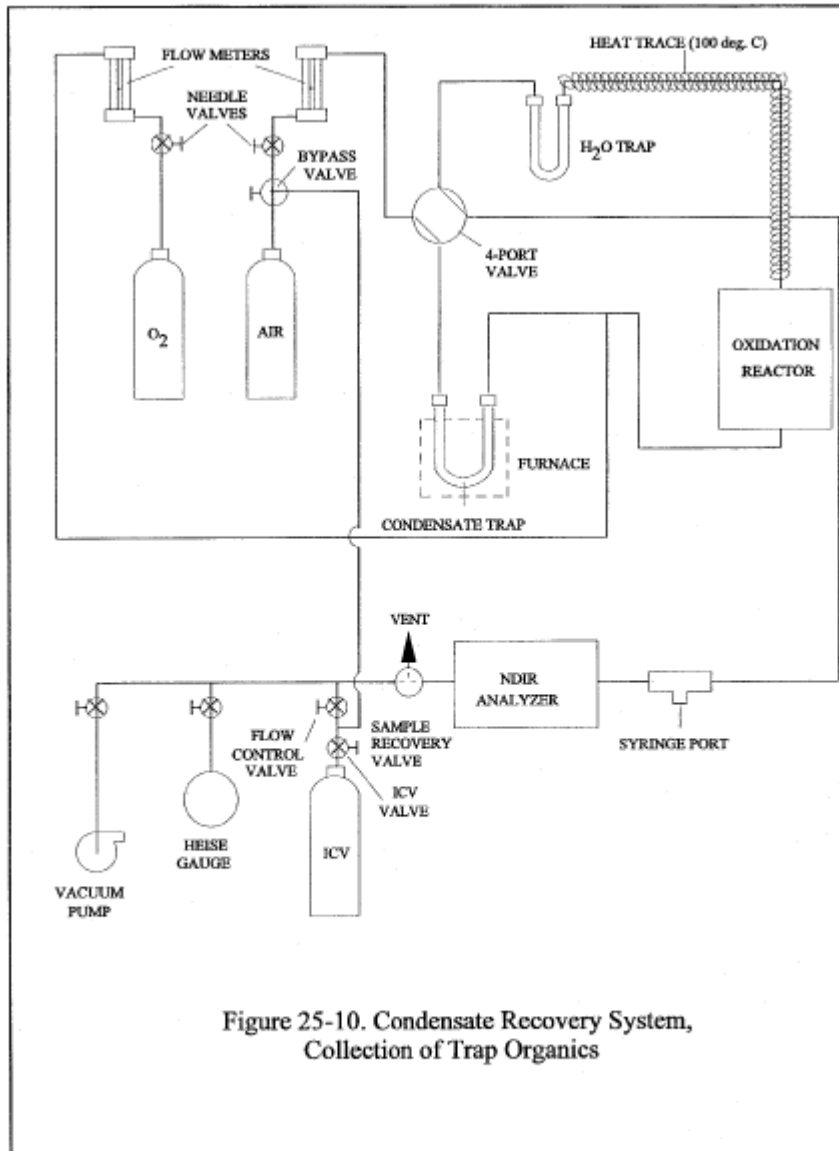 HEAT TRACE (100 deg. C)
FLOW METERS
NEEDLE
VALVES
H2O TRAP
BYPASS
VALVE
4-PORT
VALVE
O2
AIR
OXIDATION
REACTOR
FURNACE
CONDENSATE TRAP
VENT
NDIR
ANALYZER
SYRINGE PORT
FLOW
CONTROL
VALVE
SAMPLE
RECOVERY
VALVE
ICV
VALVE
HEISE
GAUGE
ICV
VACUUM
PUMP
Figure 25-10. Condensate Recovery System,
Collection of Trap Organics